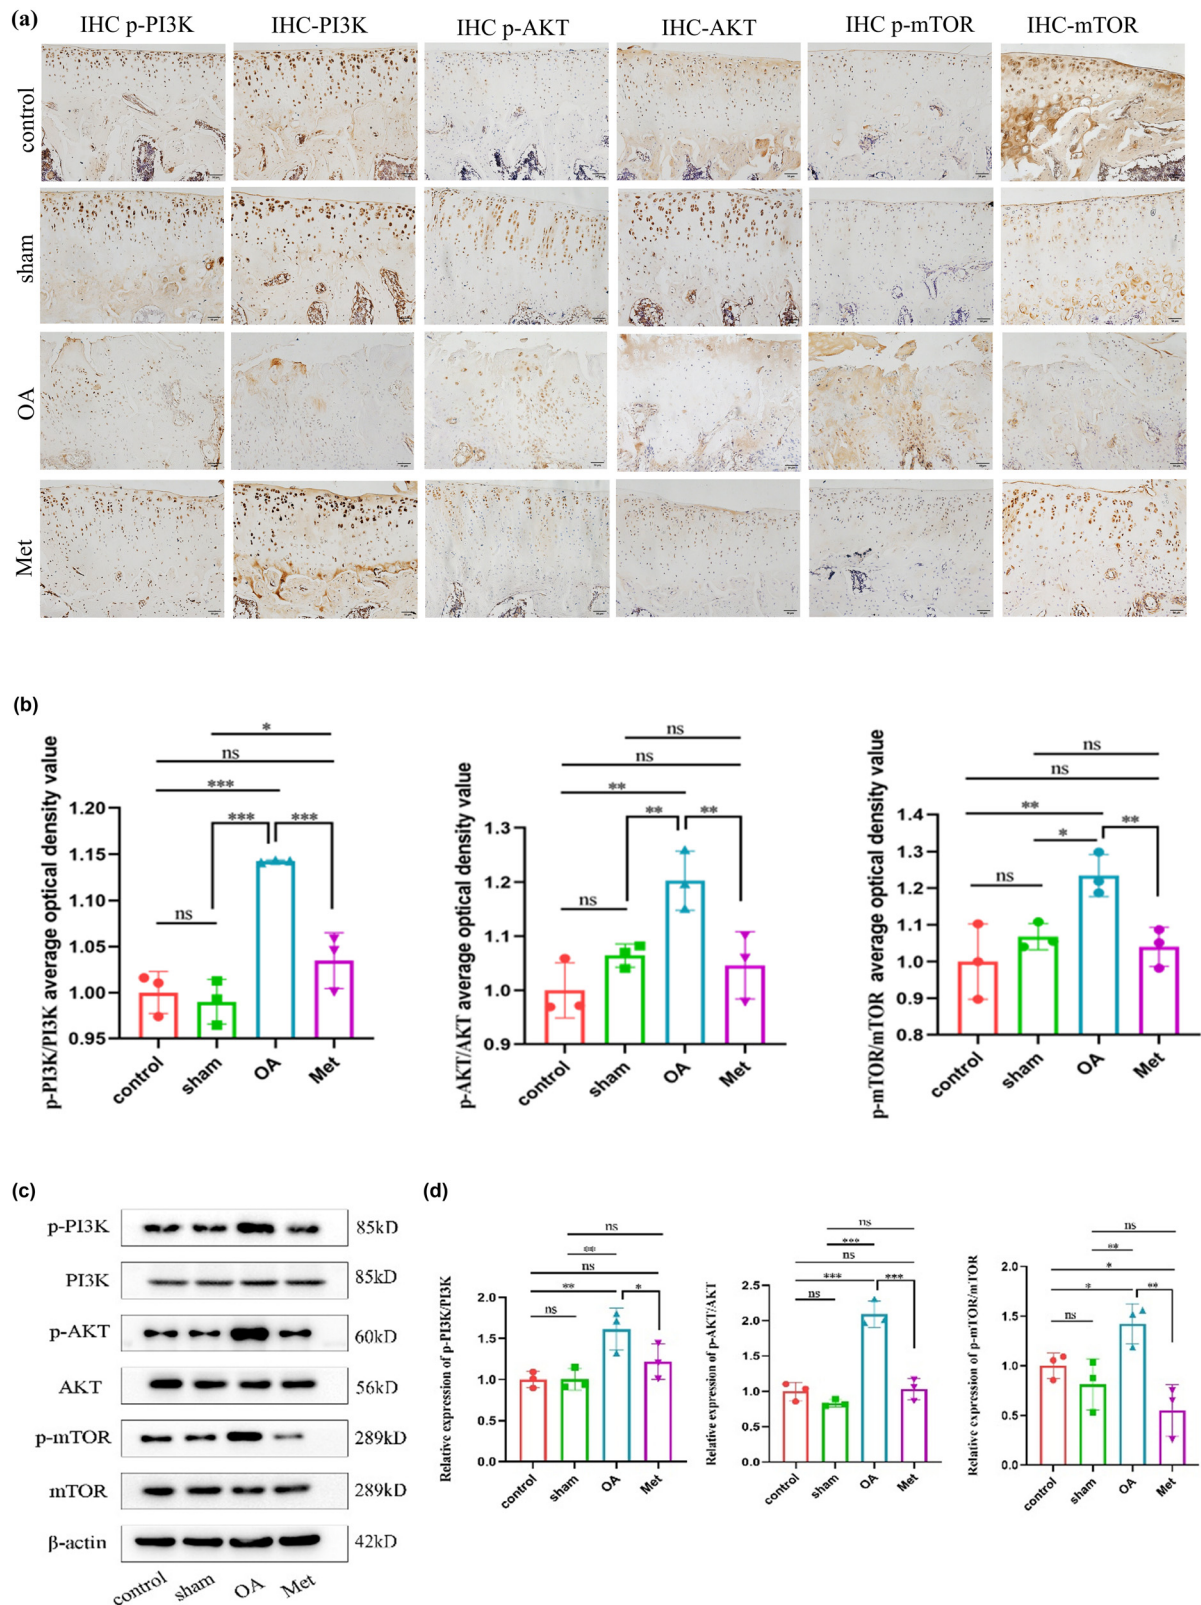 (a)
IHC p-PI3K IHC-PI3K IHC p-AKT IHC-AKT IHC p-mTOR IHC-mTOR
control
sham
OA
Met
(b)
p-PI3K/PI3K average optical density value
1.20
1.15
1.10
1.05
1.00
0.95
*
ns
***
*** ***
ns
control sham OA Met
p-AKT/AKT average optical density value
1.3
1.2
1.1
1.0
0.9
ns
ns
**
** **
ns
control sham OA Met
p-mTOR/mTOR average optical density value
1.4
1.3
1.2
1.1
1.0
0.9
0.8
ns
ns
**
* **
ns
control sham OA Met
(c)
p-PI3K 85kD
PI3K 85kD
p-AKT 60kD
AKT 56kD
p-mTOR 289kD
mTOR 289kD
β-actin 42kD
control sham OA Met
(d)
Relative expression of p-PI3K/PI3K
2.0
1.5
1.0
0.5
0.0
ns
**
ns
** *
ns
control sham OA Met
Relative expression of p-AKT/AKT
2.5
2.0
1.5
1.0
0.5
0.0
ns
***
ns
*** ***
ns
control sham OA Met
Relative expression of p-mTOR/mTOR
2.0
1.5
1.0
0.5
0.0
ns
**
*
* **
ns
control sham OA Met